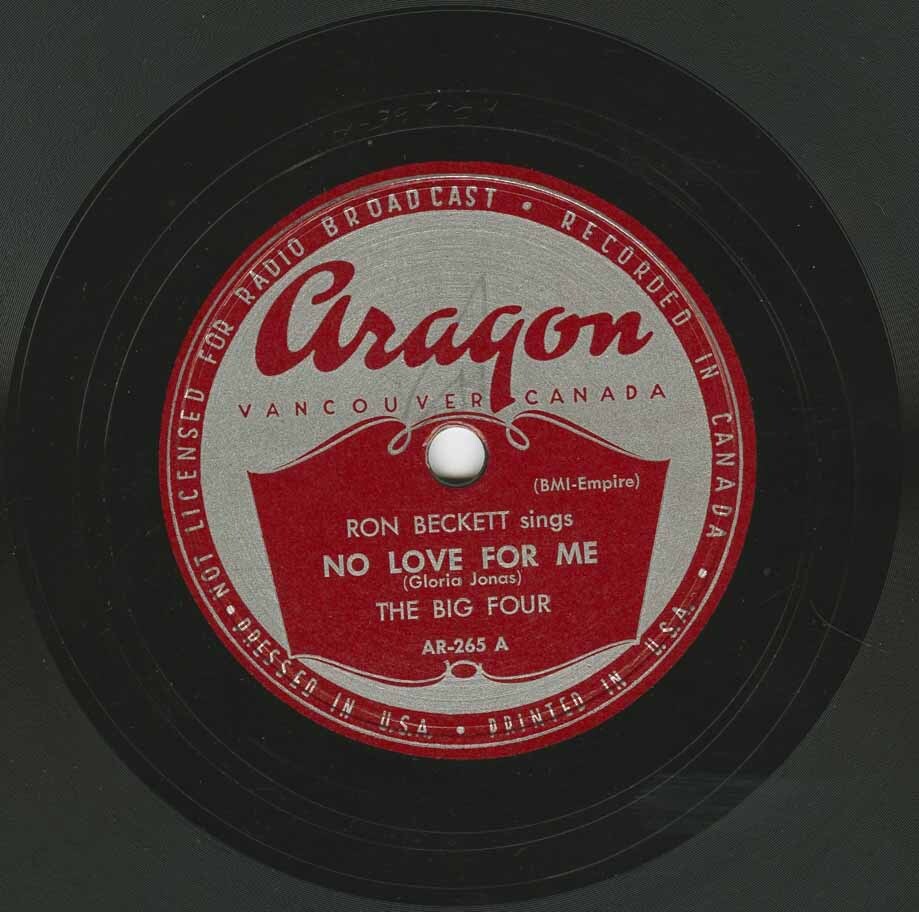 NOT LICENSED FOR RADIO BROADCAST • RECORDED IN CANADA • PRINTED IN U.S.A. • PRESSED IN U.S.A. •
Aragon
VANCOUVER CANADA
(BMI-Empire)
RON BECKETT sings
NO LOVE FOR ME
(Gloria Jonas)
THE BIG FOUR
AR-265 A